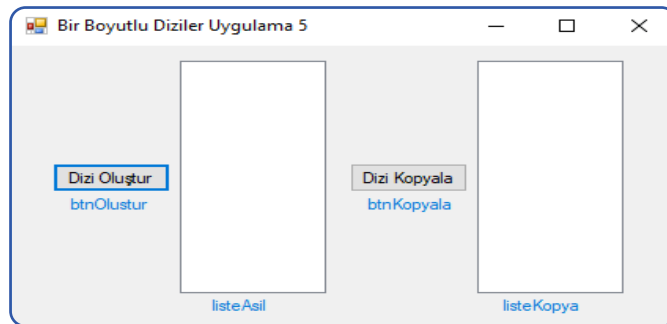 Bir Boyutlu Diziler Uygulama 5
Dizi Oluştur
btnOlustur
Dizi Kopyala
btnKopyala
listeAsil
listeKopya